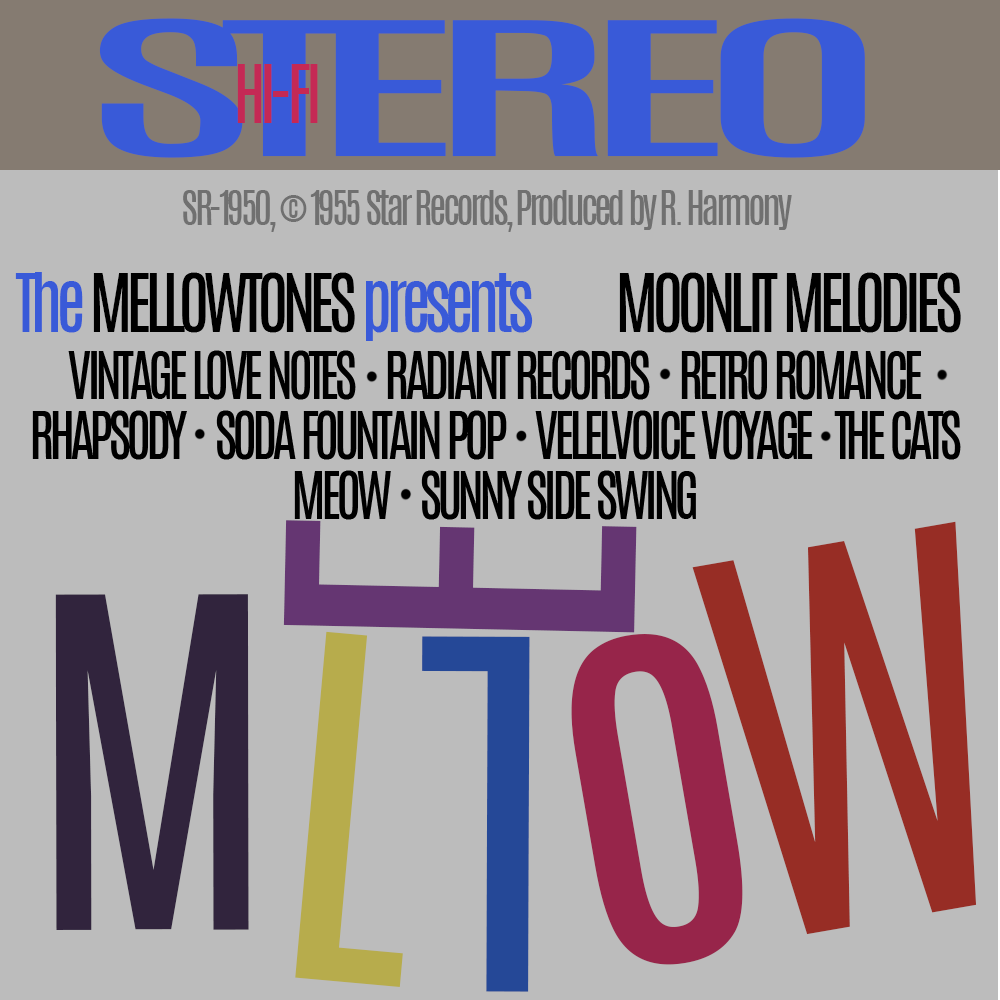 STEREO
HI-FI
SR-1950, © 1955 Star Records, Produced by R. Harmony
The MELLOWTONES presents MOONLIT MELODIES
VINTAGE LOVE NOTES • RADIANT RECORDS • RETRO ROMANCE •
RHAPSODY • SODA FOUNTAIN POP • VELELVOICE VOYAGE • THE CATS
MEOW • SUNNY SIDE SWING
MELLOW